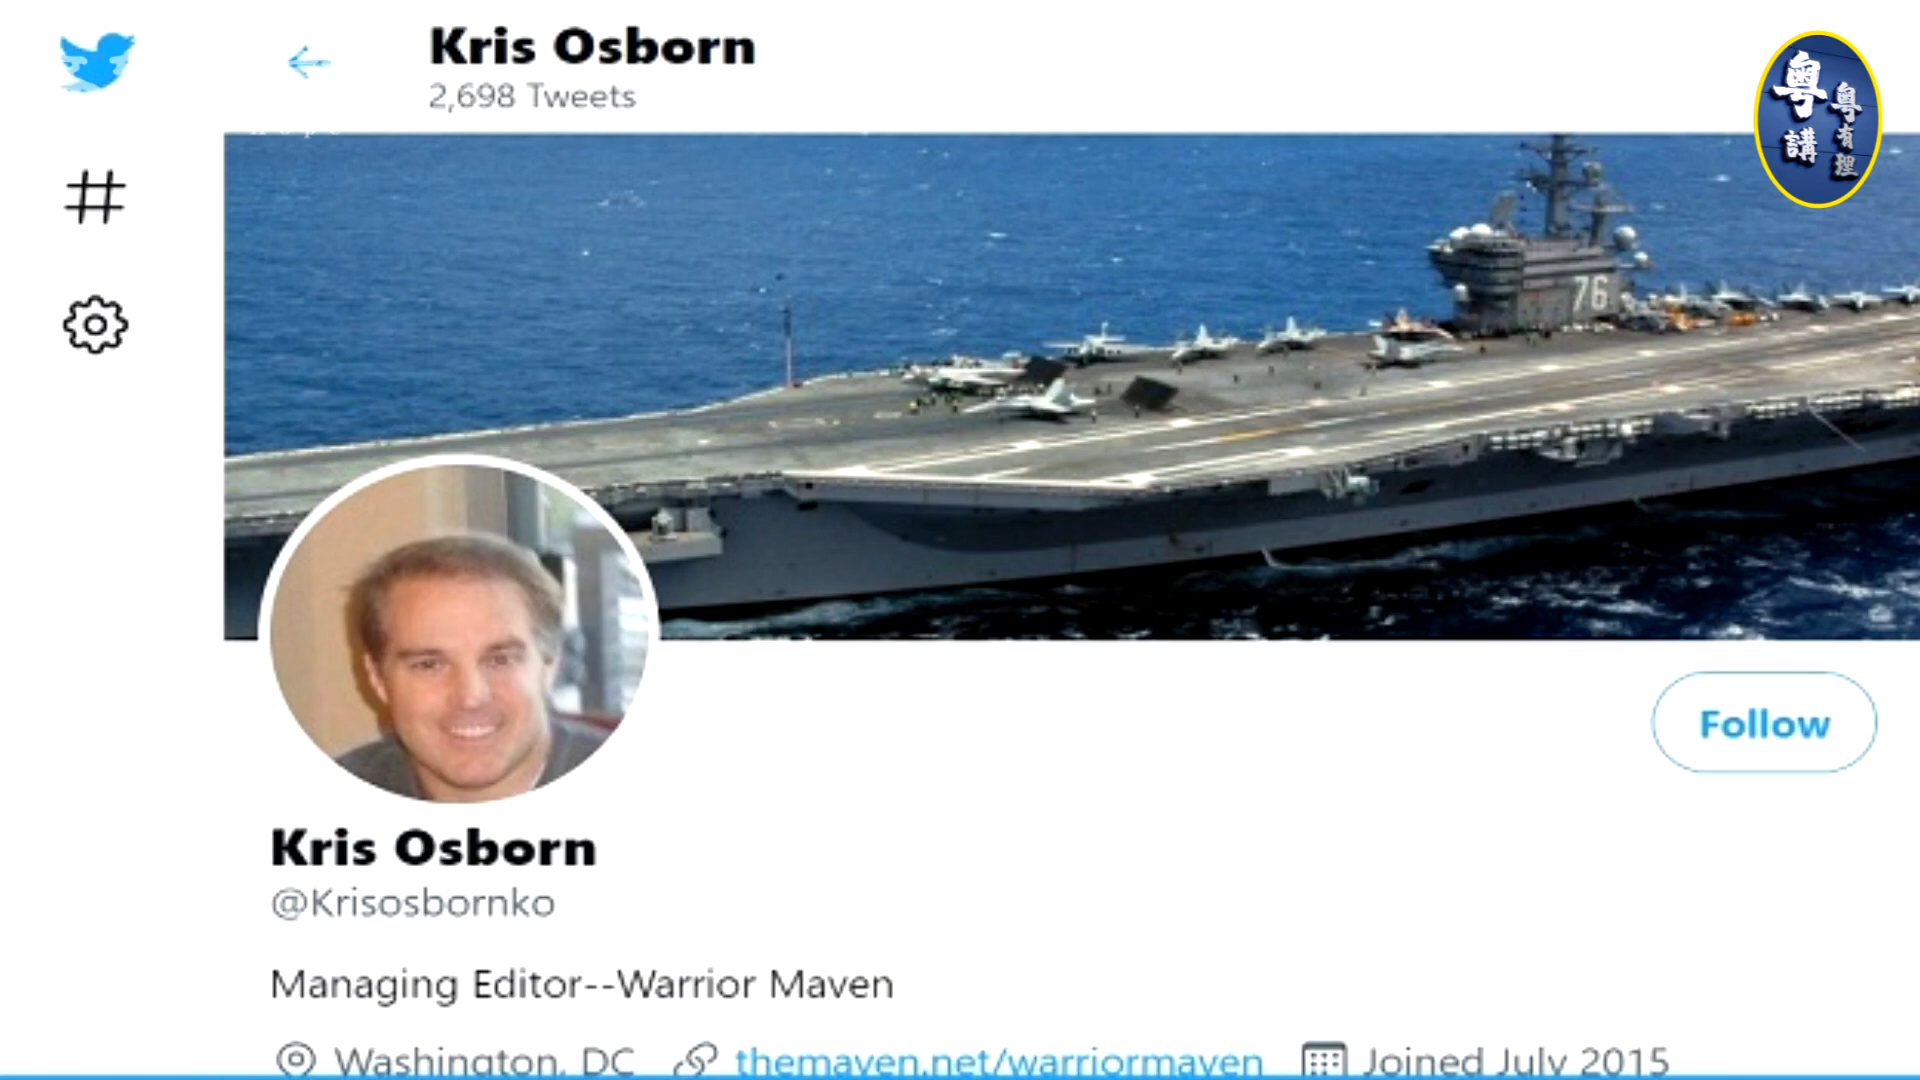 Kris Osborn
2,698 Tweets
粵講
粵有理
76
Follow
Kris Osborn
@Krisosbornko
Managing Editor--Warrior Maven
Washington, DC themaven.net/warriormaven Joined July 2015